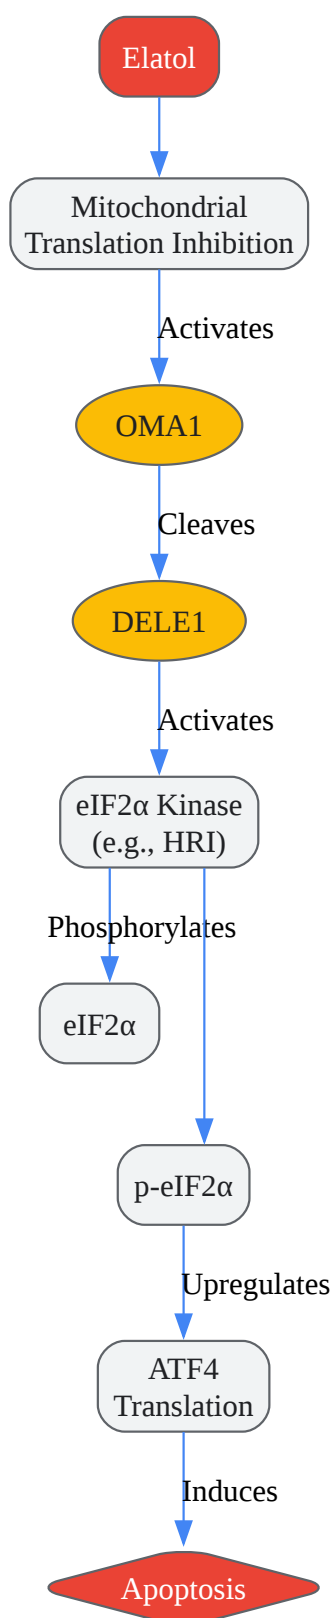 Elatol
Mitochondrial
Translation Inhibition
Activates
OMA1
Cleaves
DELE1
Activates
eIF2α Kinase
(e.g., HRI)
Phosphorylates
eIF2α
p-eIF2α
Upregulates
ATF4
Translation
Induces
Apoptosis